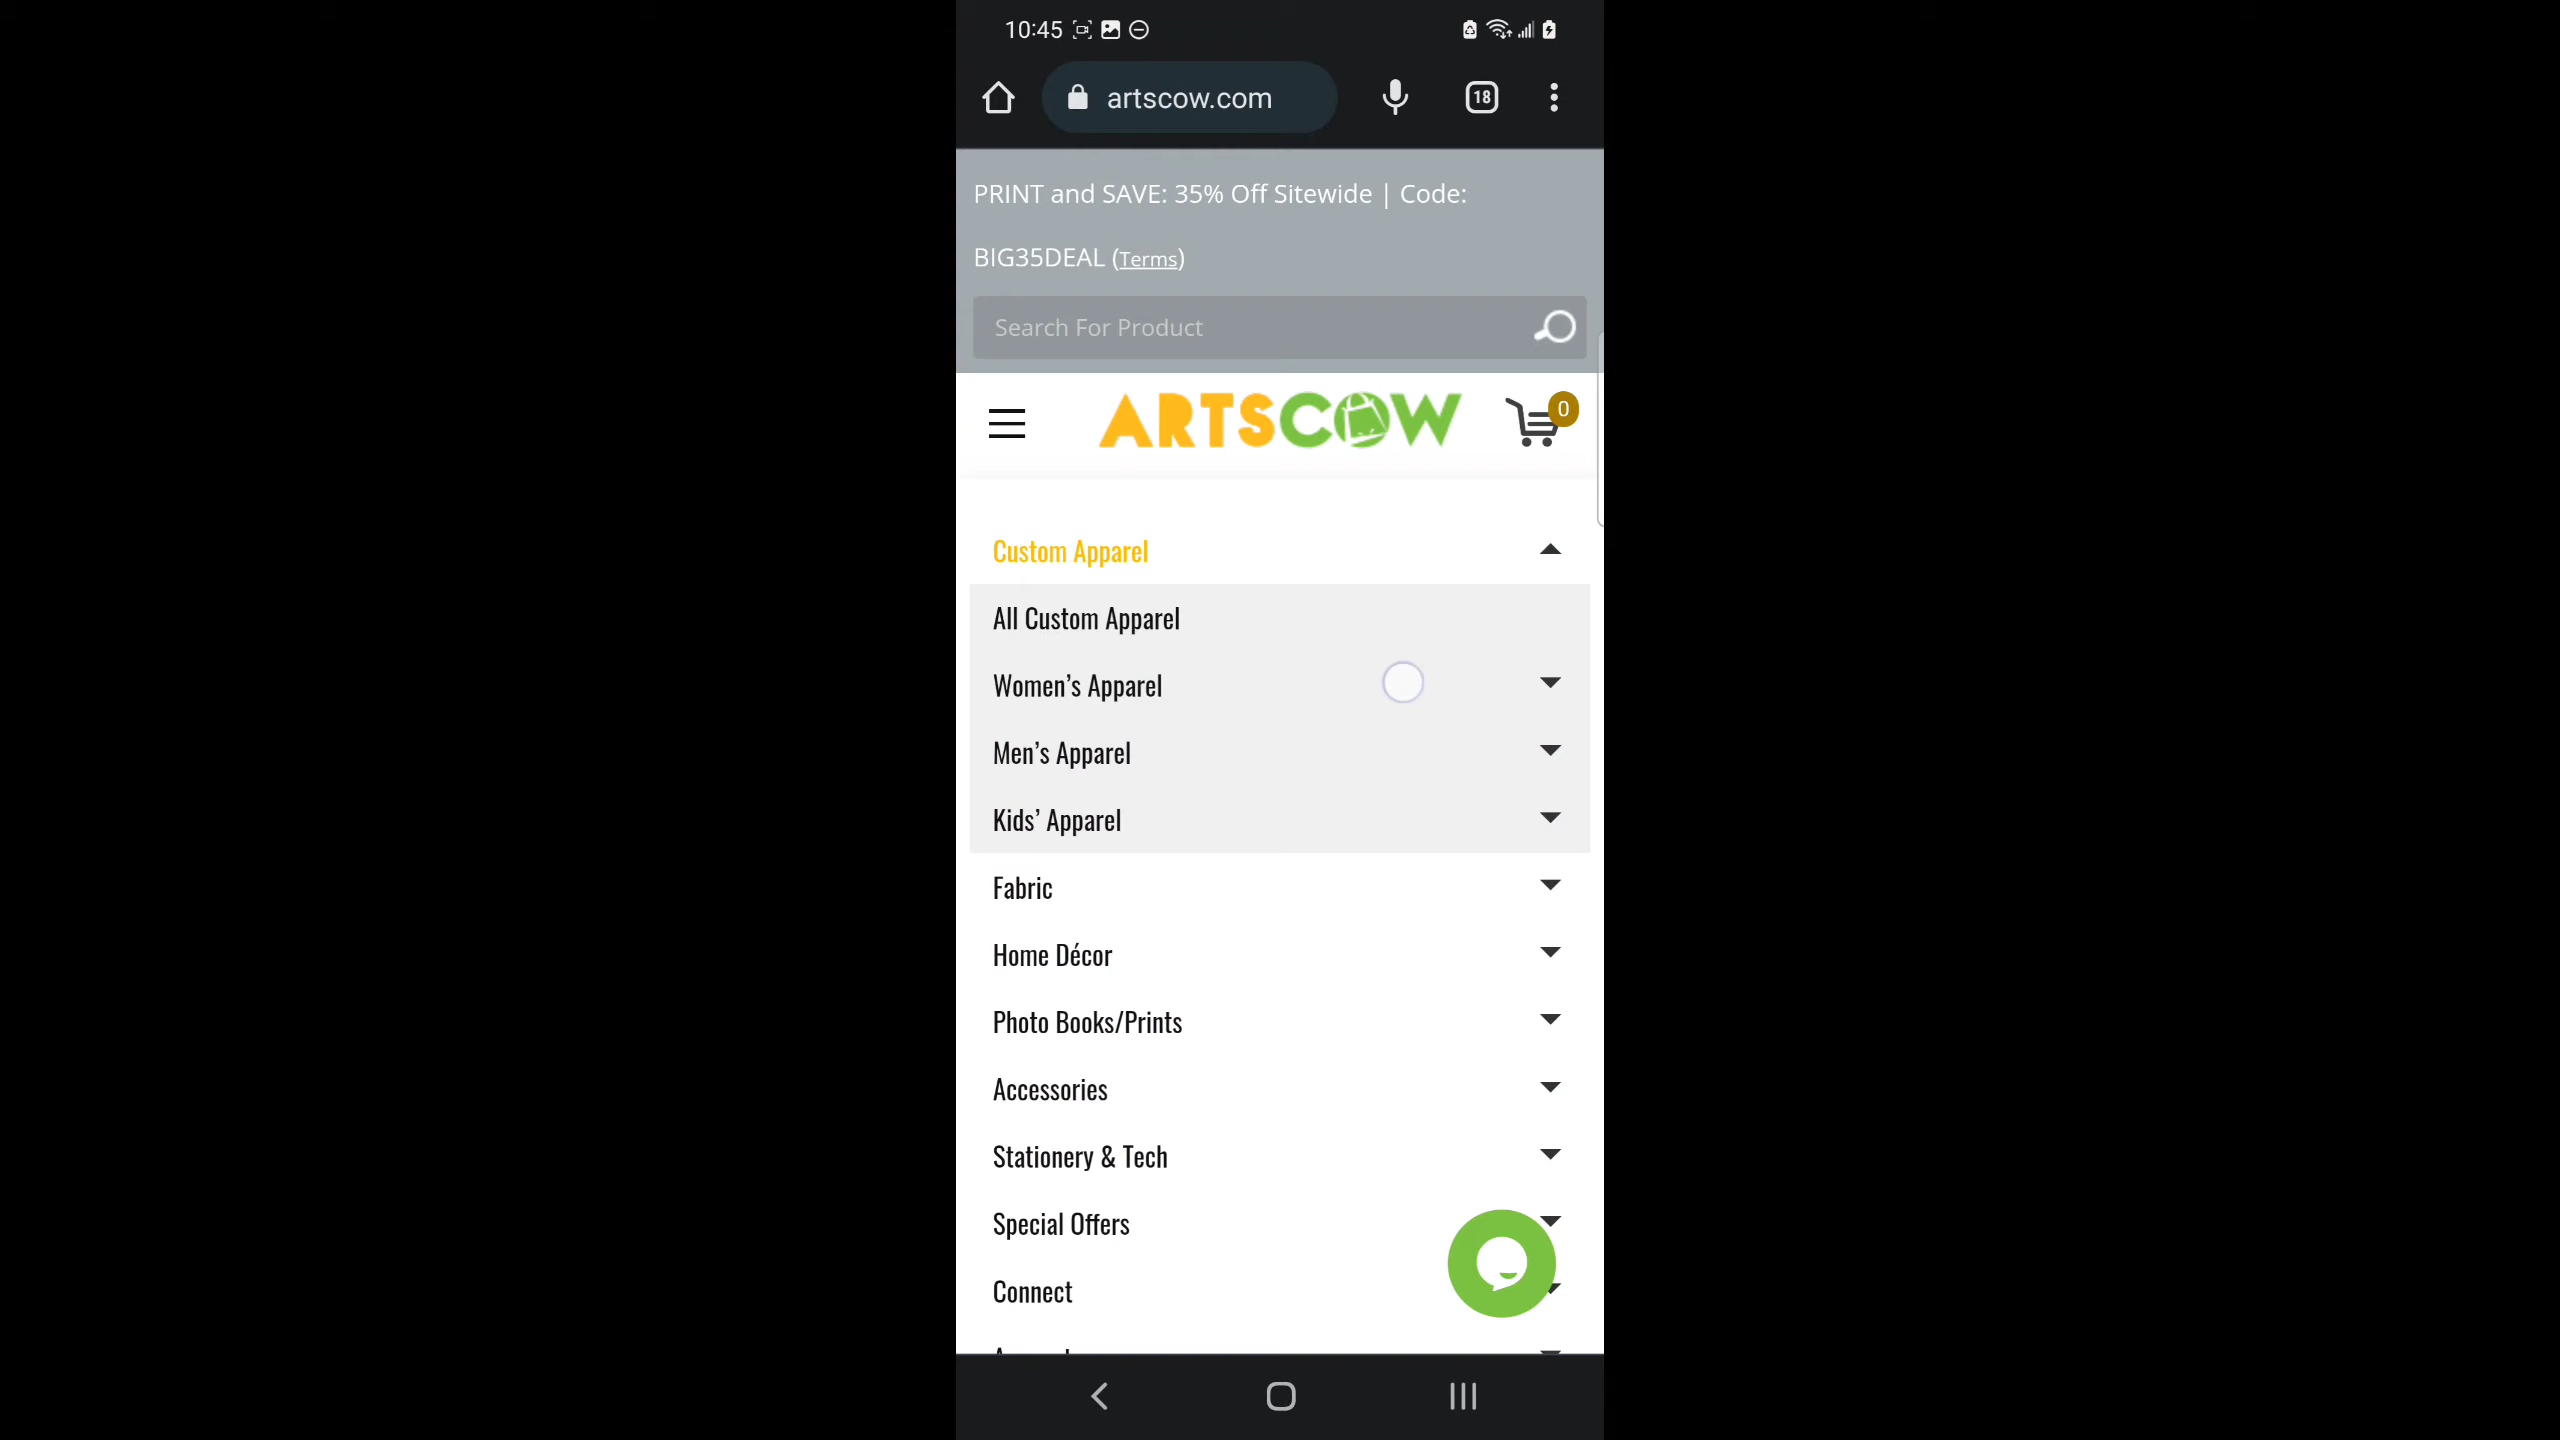 10:45
artscow.com
18
PRINT and SAVE: 35% Off Sitewide | Code:
BIG35DEAL (Terms)
Search For Product
ARTSCOW
0
Custom Apparel
All Custom Apparel
Women’s Apparel
Men’s Apparel
Kids’ Apparel
Fabric
Home Décor
Photo Books/Prints
Accessories
Stationery & Tech
Special Offers
Connect